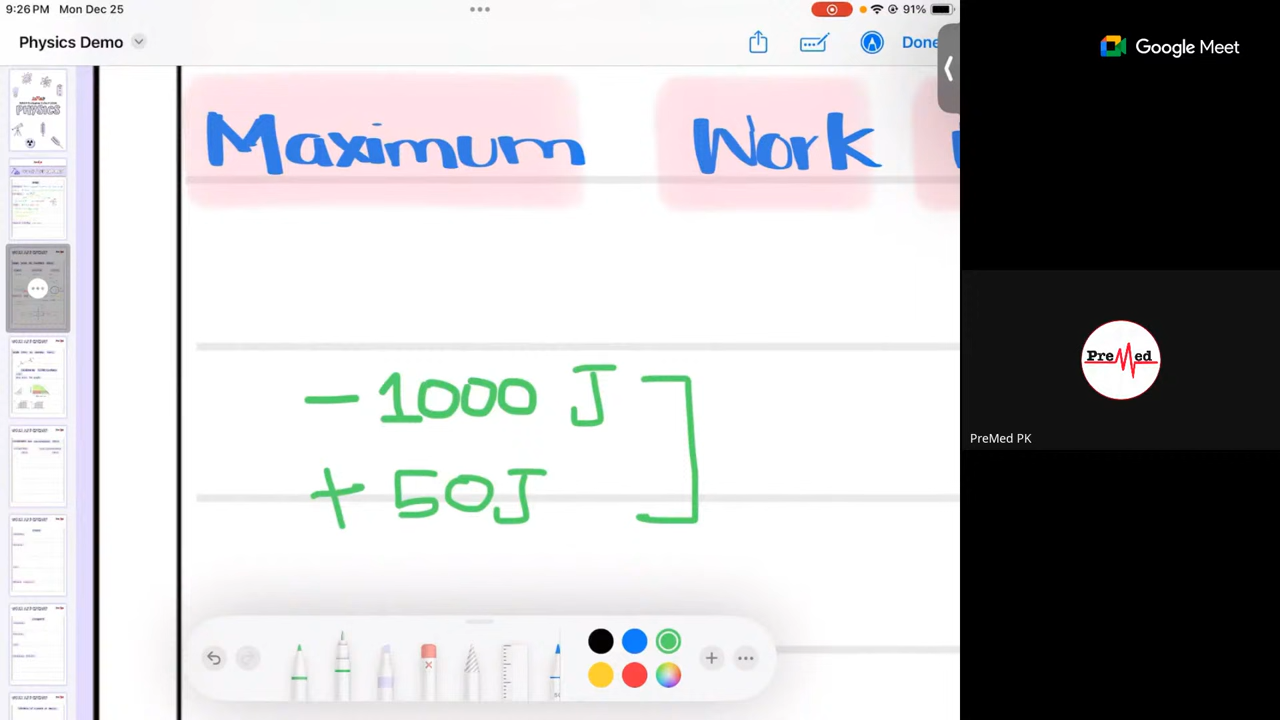 9:26 PM Mon Dec 25
91%
Physics Demo
Done
Google Meet
PHYSICS
Maximum Work
- 1000 J
+ 50J
PreMed
PreMed PK